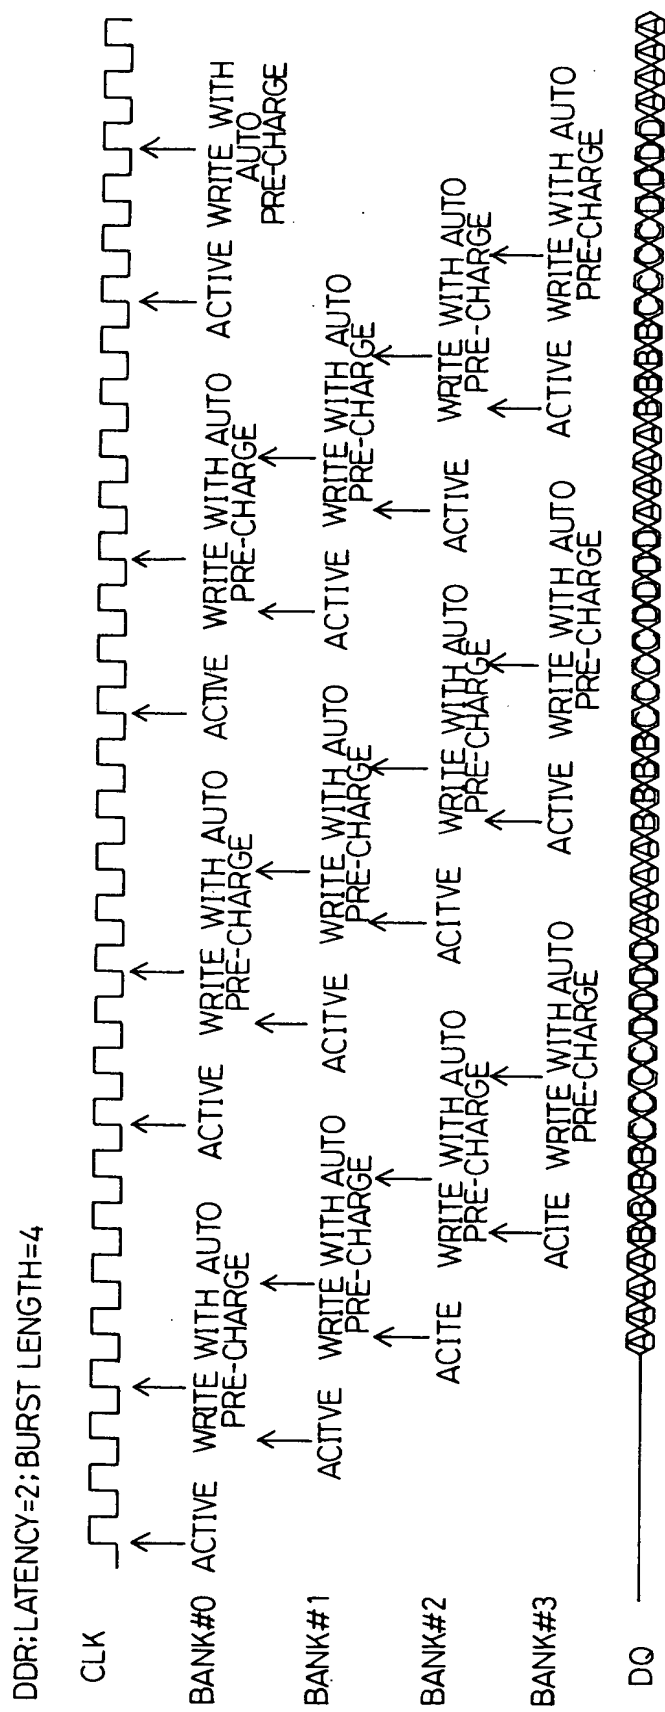 DDR;LATENCY=2;BURST LENGTH=4
CLK
BANK#0 ACTIVE WRITE WITH AUTO ACTIVE WRITE WITH AUTO ACTIVE WRITE WITH AUTO ACTIVE WRITE WITH
PRE-CHARGE PRE-CHARGE PRE-CHARGE AUTO
PRE-CHARGE
BANK#1 ACITVE WRITE WITH AUTO ACITVE WRITE WITH AUTO ACTIVE WRITE WITH AUTO
PRE-CHARGE PRE-CHARGE PRE-CHARGE
BANK#2 ACITE WRITE WITH AUTO ACITVE WRITE WITH AUTO ACTIVE WRITE WITH AUTO
PRE-CHARGE PRE-CHARGE PRE-CHARGE
BANK#3 ACITE WRITE WITH AUTO ACTIVE WRITE WITH AUTO ACTIVE WRITE WITH AUTO
PRE-CHARGE PRE-CHARGE PRE-CHARGE
DQ AAAABBBBCCCCDDDDAAAABBBBCCCCDDDDAAAABBBBCCCCDDDDAAAA